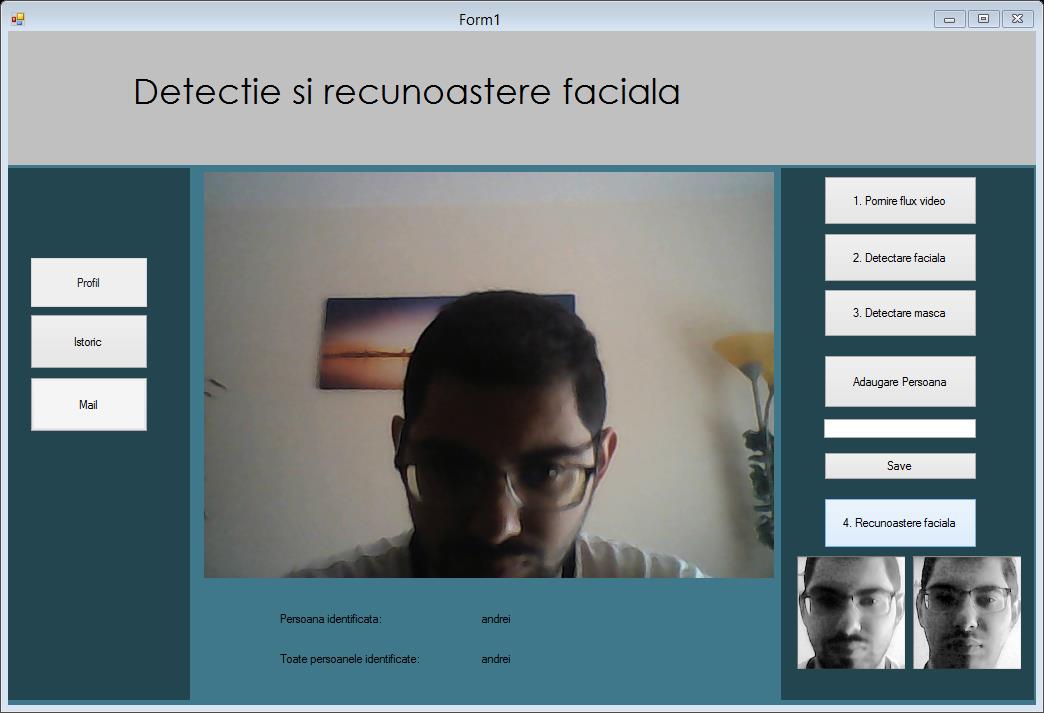 Form1
Detectie si recunoastere faciala
Profil
Istoric
Mail
1. Pornire flux video
2. Detectare faciala
3. Detectare masca
Adaugare Persoana
Save
4. Recunoastere faciala
Persoana identificata: andrei
Toate persoanele identificate: andrei